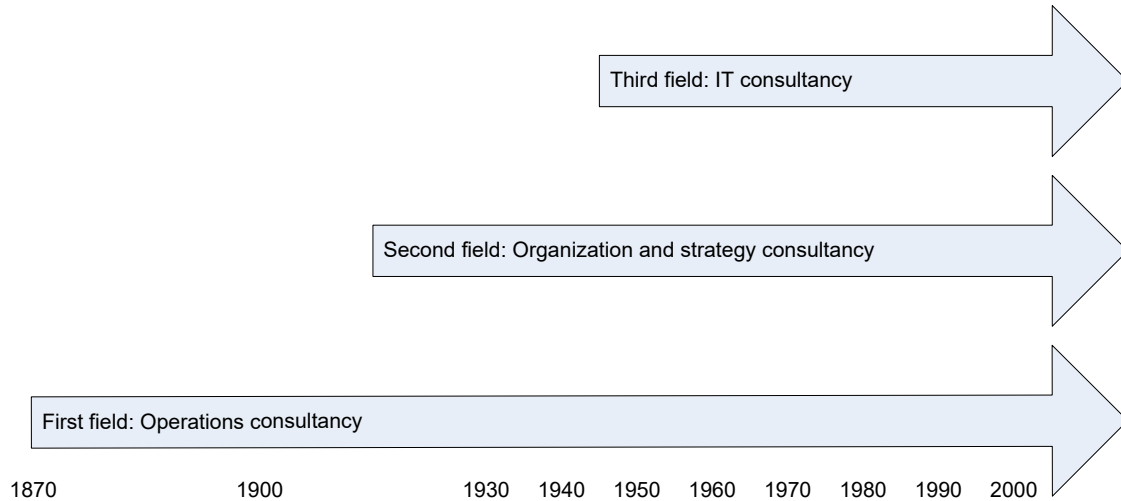 Third field: IT consultancy
Second field: Organization and strategy consultancy
First field: Operations consultancy
1870 1900 1930 1940 1950 1960 1970 1980 1990 2000